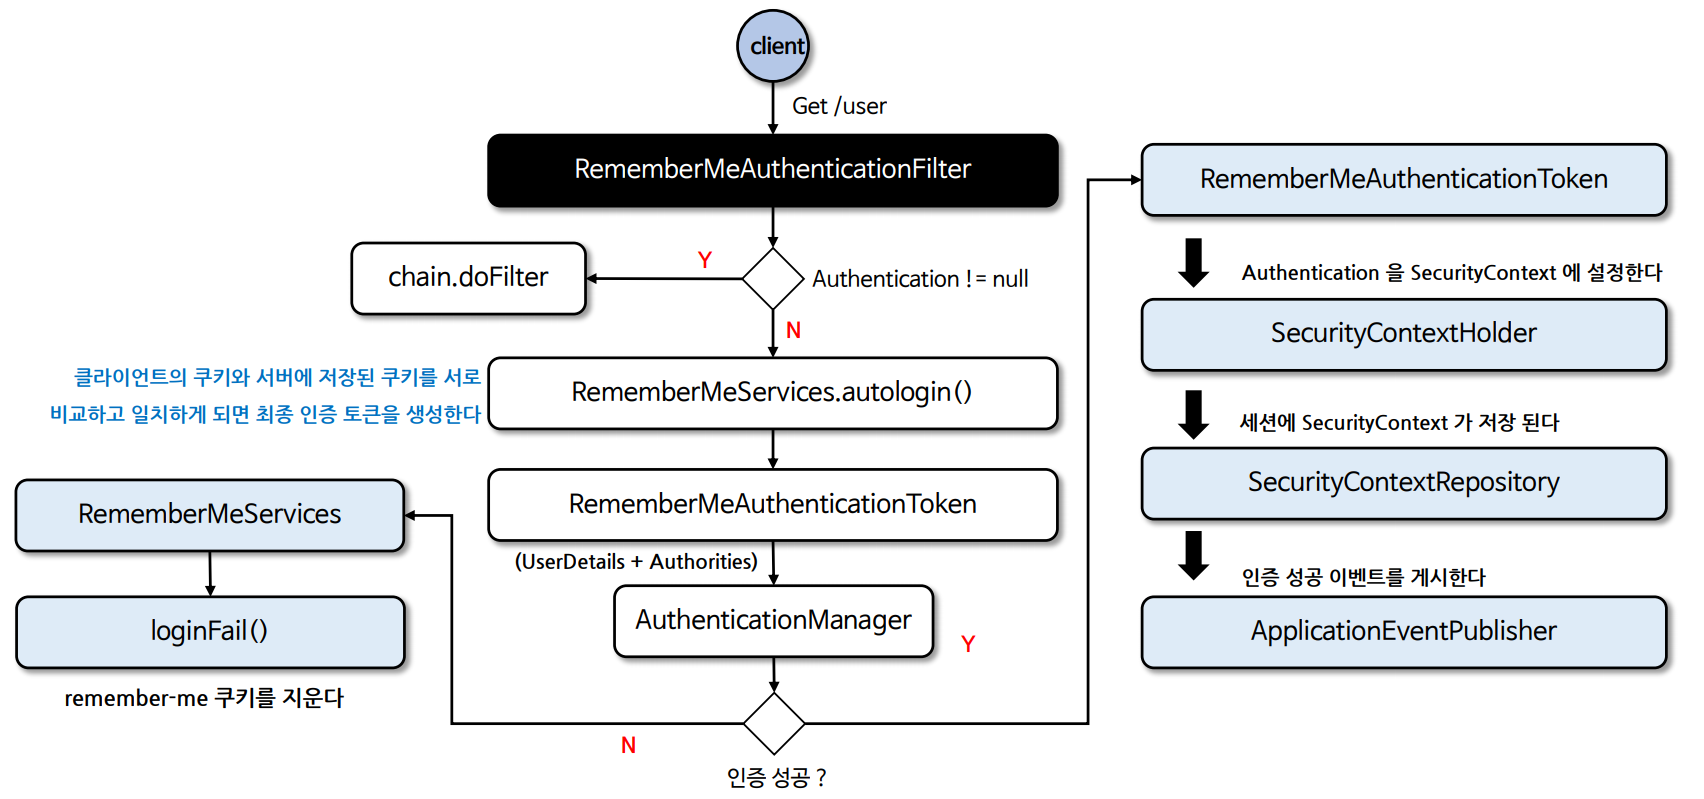 client
Get /user
RememberMeAuthenticationFilter
Y
chain.doFilter
Authentication != null
N
클라이언트의 쿠키와 서버에 저장된 쿠키를 서로
비교하고 일치하게 되면 최종 인증 토큰을 생성한다
RememberMeServices.autologin()
RememberMeAuthenticationToken
(UserDetails + Authorities)
AuthenticationManager
인증 성공 ?
N
RememberMeServices
loginFail()
remember-me 쿠키를 지운다
Y
RememberMeAuthenticationToken
Authentication 을 SecurityContext 에 설정한다
SecurityContextHolder
세션에 SecurityContext 가 저장 된다
SecurityContextRepository
인증 성공 이벤트를 게시한다
ApplicationEventPublisher